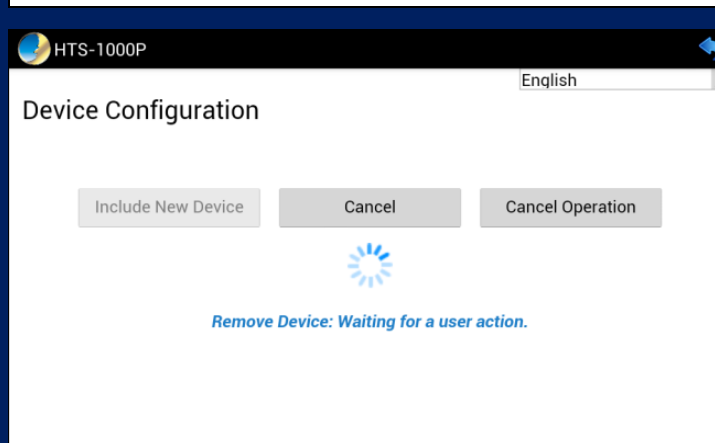 HTS-1000P
English
Device Configuration
Include New Device Cancel Cancel Operation
Remove Device: Waiting for a user action.